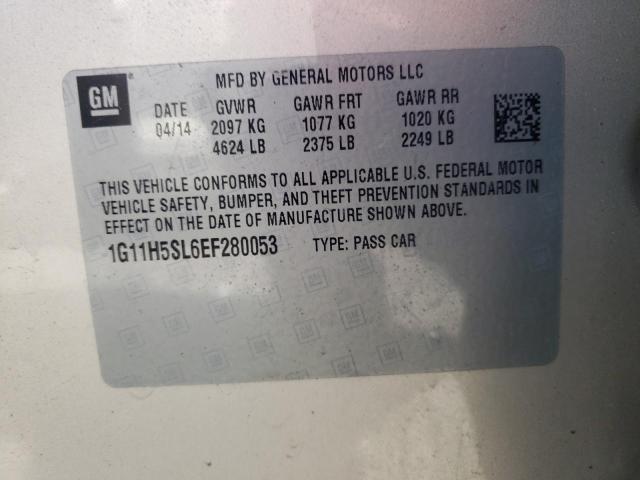 GM
MFD BY GENERAL MOTORS LLC
DATE GVWR GAWR FRT GAWR RR
04/14 2097 KG 1077 KG 1020 KG
4624 LB 2375 LB 2249 LB
THIS VEHICLE CONFORMS TO ALL APPLICABLE U.S. FEDERAL MOTOR
VEHICLE SAFETY, BUMPER, AND THEFT PREVENTION STANDARDS IN
EFFECT ON THE DATE OF MANUFACTURE SHOWN ABOVE.
1G11H5SL6EF280053 TYPE: PASS CAR